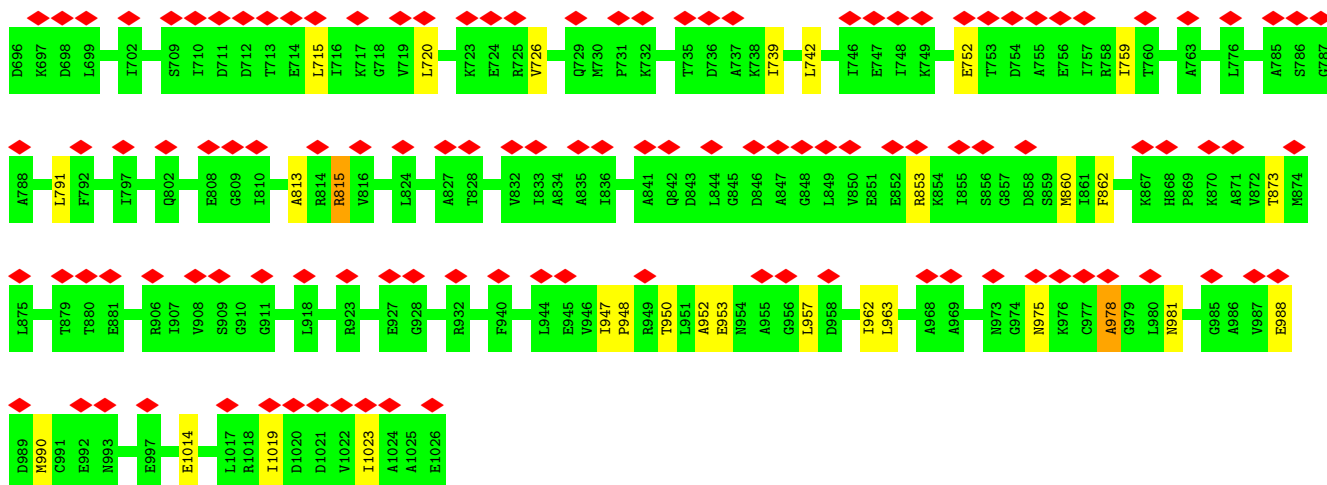 D696 K697 D698 L699 I702 S709 I710 D711 D712 T713 E714 L715 I716 K717 G718 V719 L720 K723 E724 R725 V726 Q729 M730 P731 K732 T735 D736 A737 K738 I739 L742 I746 E747 I748 K749 E752 T753 D754 A755 E756 I757 R758 I759 T760 A763 L776 A785 S786 G787
A788 L791 F792 I797 Q802 E808 G809 I810 A813 R814 R815 V816 L824 A827 T828 V832 I833 A834 A835 I836 A841 Q842 D843 L844 G845 D846 A847 G848 L849 V850 E851 E852 R853 K854 I855 S856 G857 D858 S859 M860 I861 F862 K867 H868 P869 K870 A871 V872 T873 M874
L875 T879 T880 E881 R906 I907 V908 S909 G910 G911 L918 R923 E927 G928 R932 F940 L944 E945 V946 I947 P948 R949 T950 L951 A952 E953 N954 A955 G956 L957 D958 I962 L963 A968 A969 N973 G974 N975 K976 C977 A978 G979 L980 N981 G985 A986 V987 E988
D989 M990 C991 E992 N993 E997 E1014 L1017 R1018 I1019 D1020 D1021 V1022 I1023 A1024 A1025 E1026